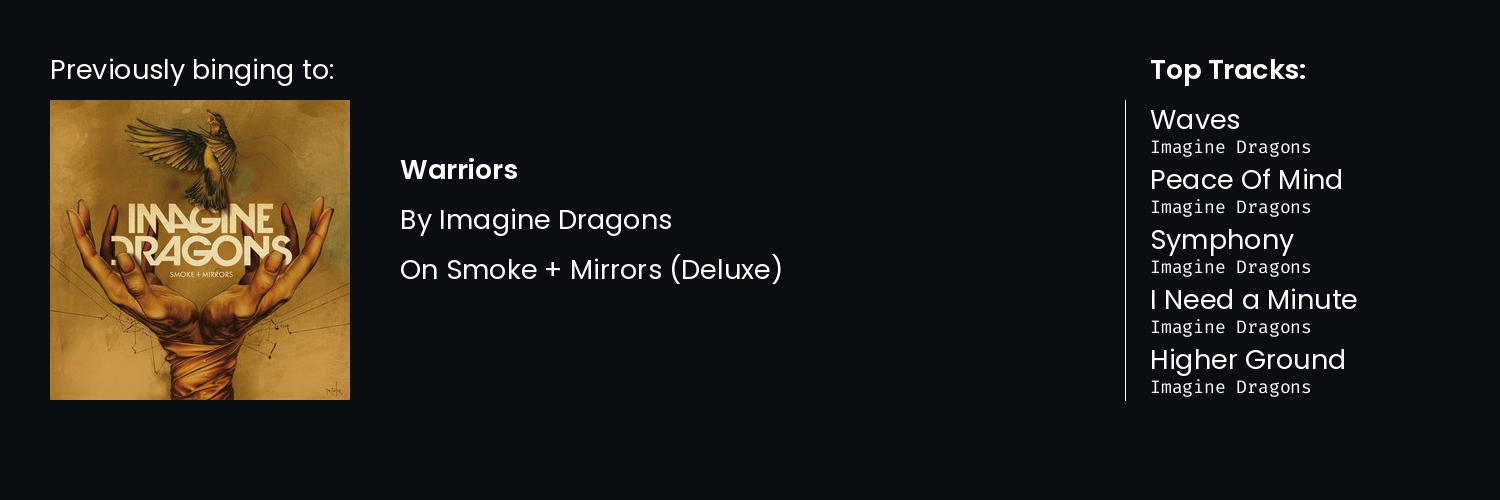 Previously binging to:
IMAGINE
DRAGONS
SMOKE + MIRRORS
Warriors
By Imagine Dragons
On Smoke + Mirrors (Deluxe)
Top Tracks:
Waves
Imagine Dragons
Peace Of Mind
Imagine Dragons
Symphony
Imagine Dragons
I Need a Minute
Imagine Dragons
Higher Ground
Imagine Dragons